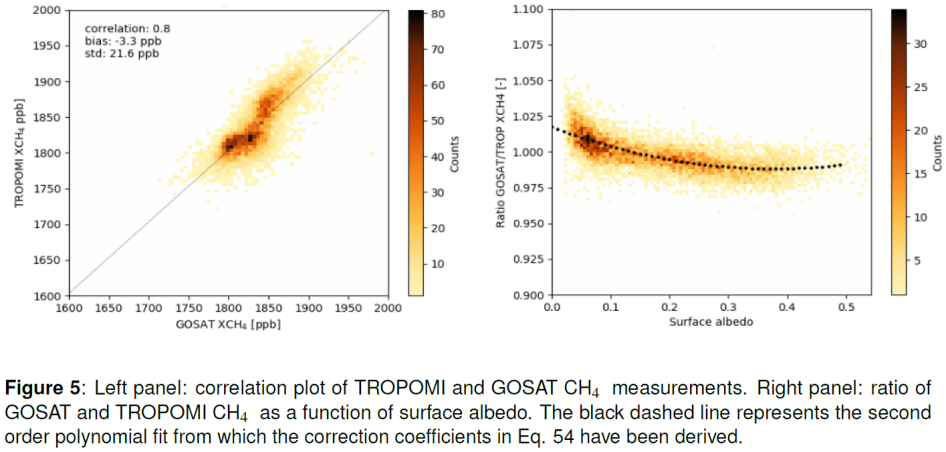 correlation: 0.8
bias: -3.3 ppb
std: 21.6 ppb
TROPOMI XCH₄ ppb]
2000
1950
1900
1850
1800
1750
1700
1650
1600
1600 1650 1700 1750 1800 1850 1900 1950 2000
GOSAT XCH₄ [ppb]
80
70
60
50
40
30
20
10
Counts
Ratio GOSAT/TROP XCH4 [-]
1.100
1.075
1.050
1.025
1.000
0.975
0.950
0.925
0.900
0.0 0.1 0.2 0.3 0.4 0.5
Surface albedo
30
25
20
15
10
5
Counts
Figure 5: Left panel: correlation plot of TROPOMI and GOSAT CH₄ measurements. Right panel: ratio of
GOSAT and TROPOMI CH₄ as a function of surface albedo. The black dashed line represents the second
order polynomial fit from which the correction coefficients in Eq. 54 have been derived.